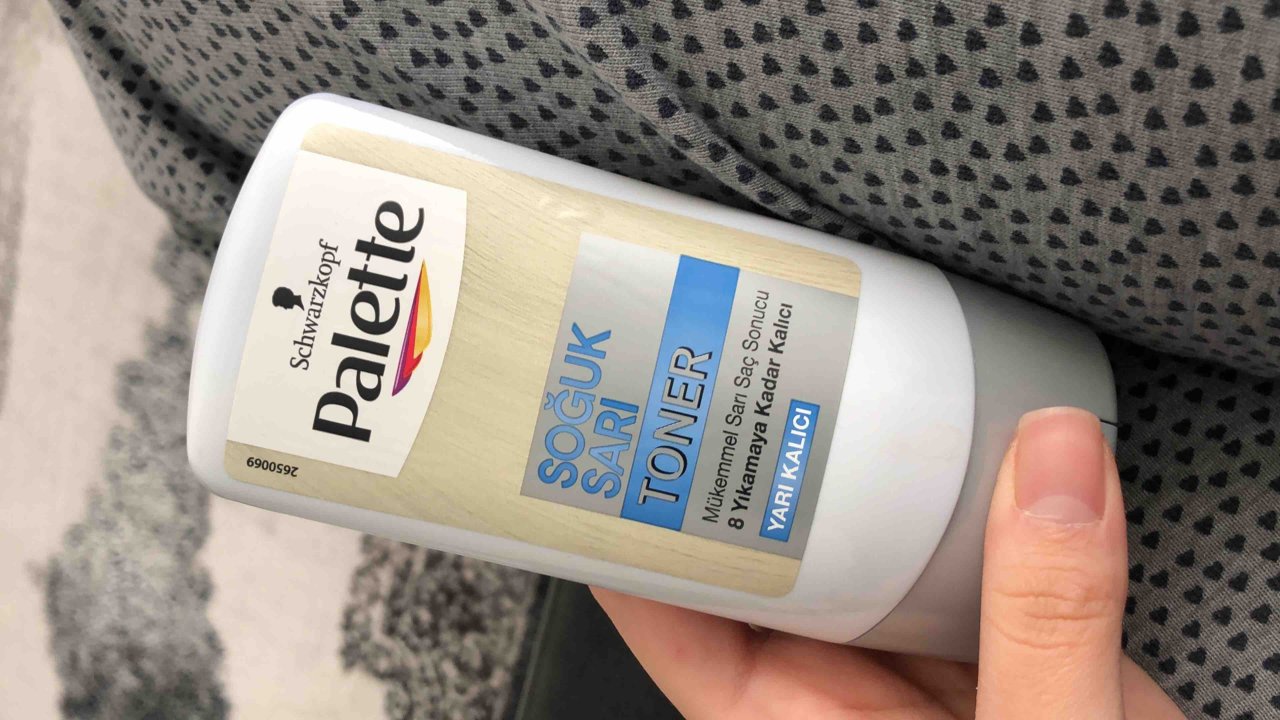 Schwarzkopf
Palette
SOĞUK
SARI
TONER
Mükemmel Sarı Saç Sonucu
8 Yıkamaya Kadar Kalıcı
YARI KALICI
2650069